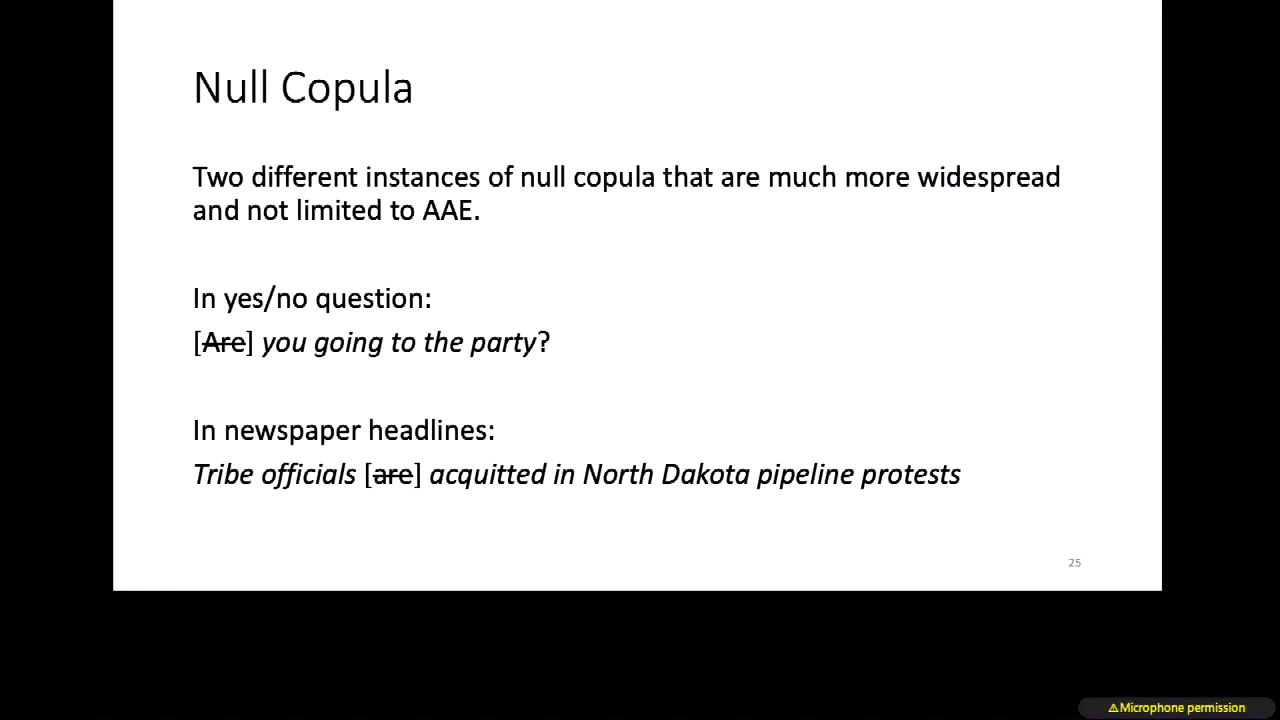 Null Copula
Two different instances of null copula that are much more widespread
and not limited to AAE.
In yes/no question:
[Are] you going to the party?
In newspaper headlines:
Tribe officials [are] acquitted in North Dakota pipeline protests
25
⚠Microphone permission